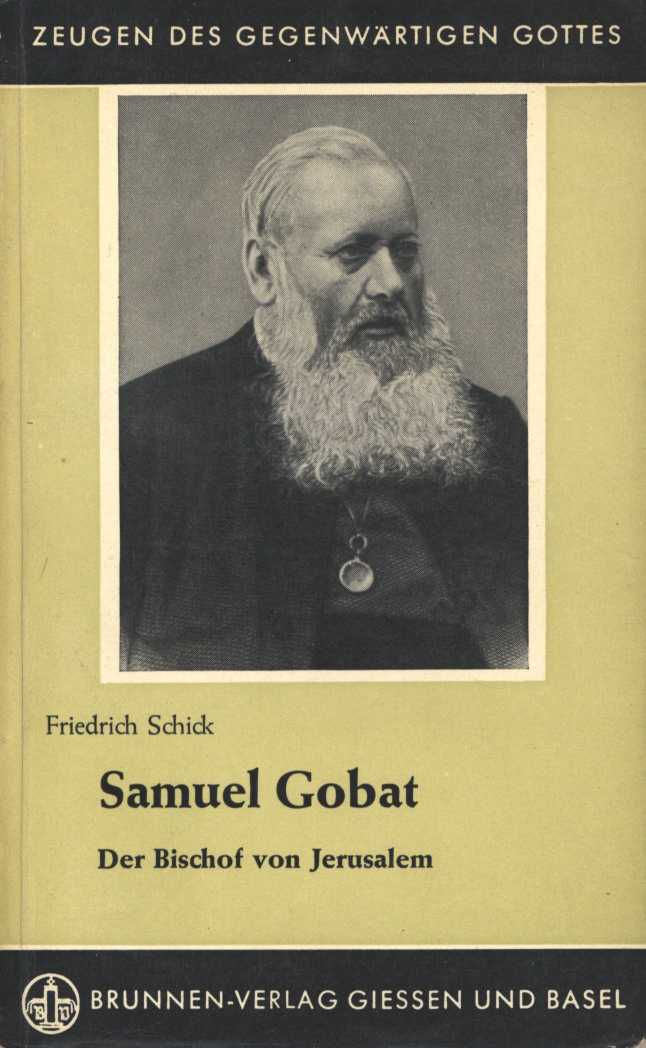 ZEUGEN DES GEGENWÄRTIGEN GOTTES
Friedrich Schick
Samuel Gobat
Der Bischof von Jerusalem
BRUNNEN-VERLAG GIESSEN UND BASEL